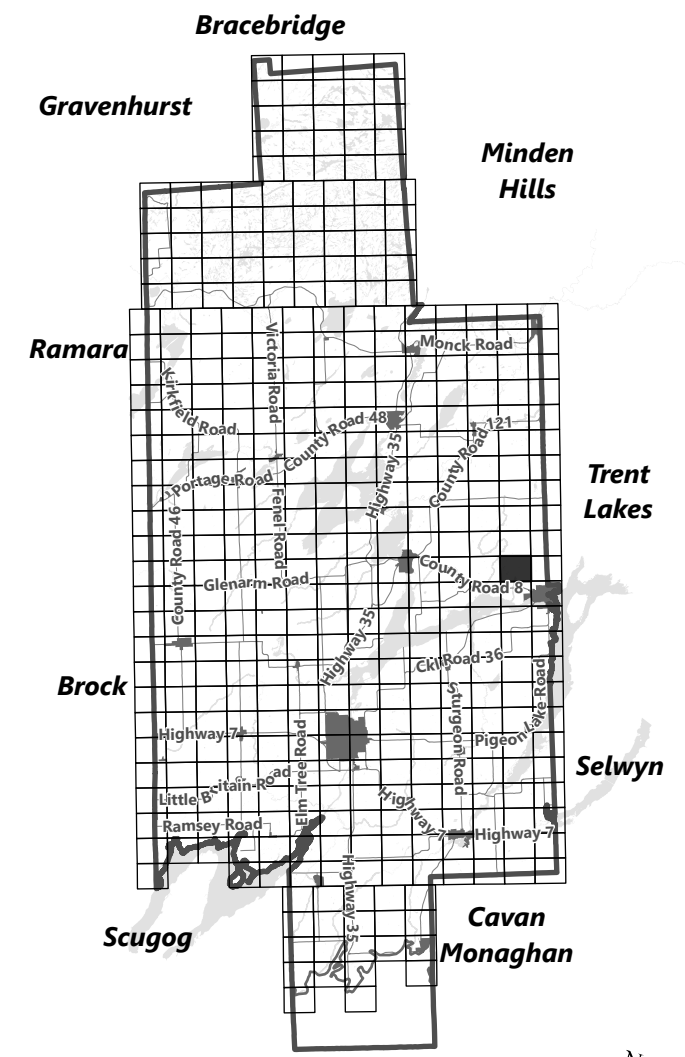 Bracebridge
Gravenhurst
Minden
Hills
Ramara
Victoria Road
Monck Road
Kirkfield Road
County Road 48
Highway 35
County Road 121
Portage Road
Trent
Lakes
Fenel Road
County Road 46
Glenarm Road
County Road 8
Highway 35
Ckl Road 36
Brock
Sturgeon Road
Pigeon Lake Road
Highway 7
Elm Tree Road
Selwyn
Little Britain Road
Highway 7
Ramsey Road
Highway 7
Highway 35
Scugog
Cavan
Monaghan
N